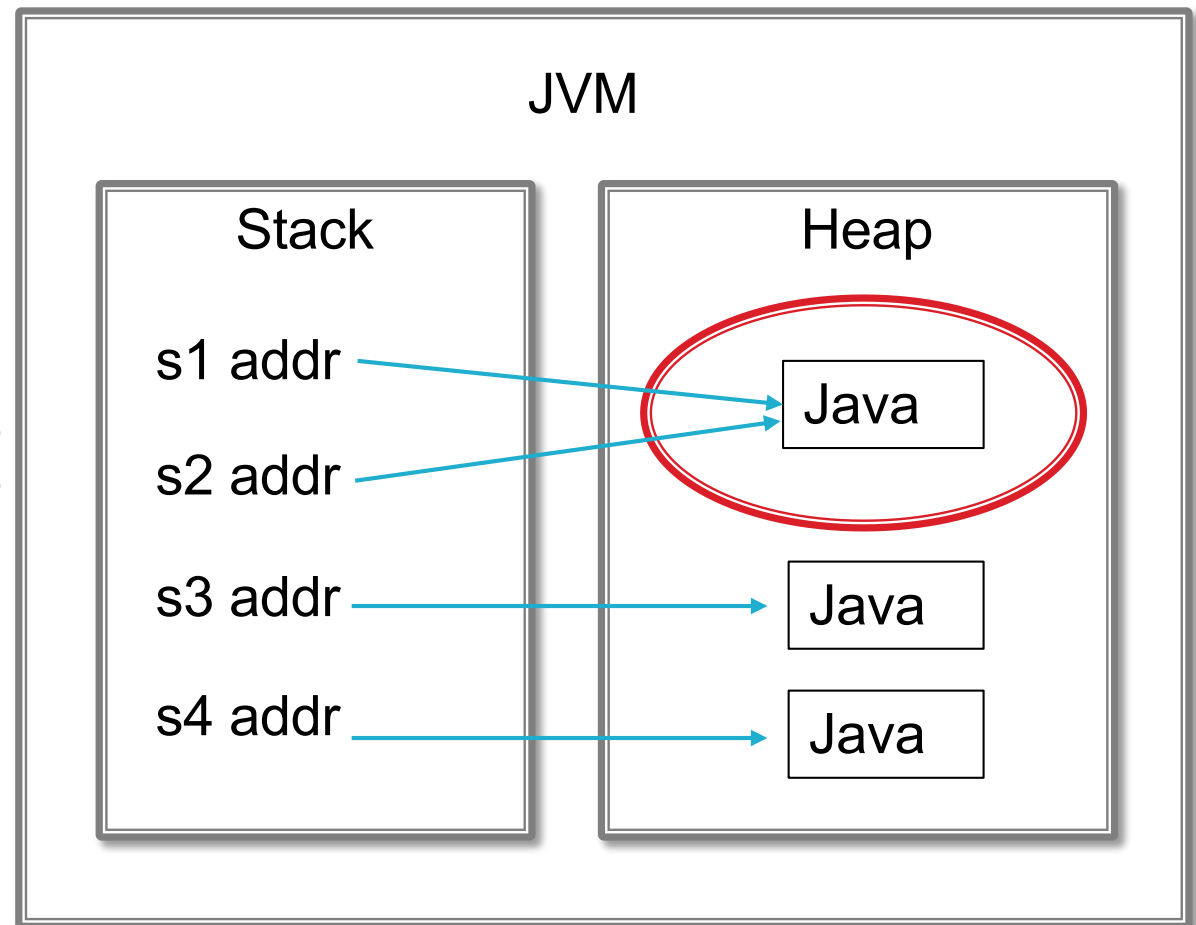 JVM
Stack
s1 addr
s2 addr
s3 addr
s4 addr
Heap
Java
Java
Java